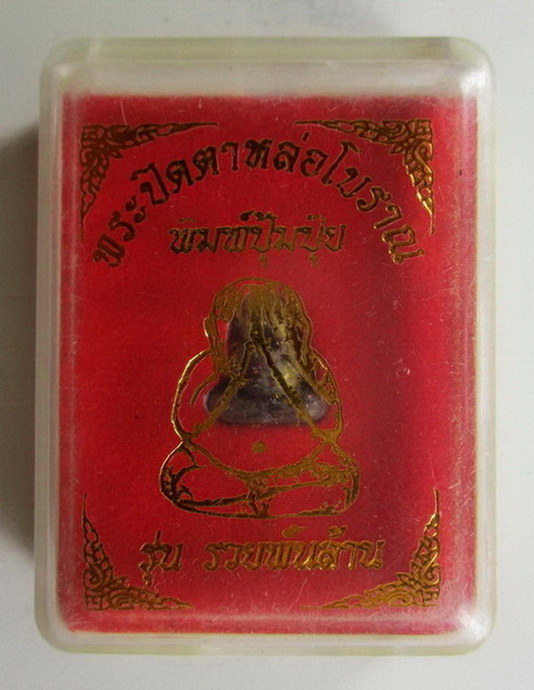 พระปิดตาหล่อโบราณ
พิมพ์ปุ้มปุ้ย
รุ่น รวยพันล้าน